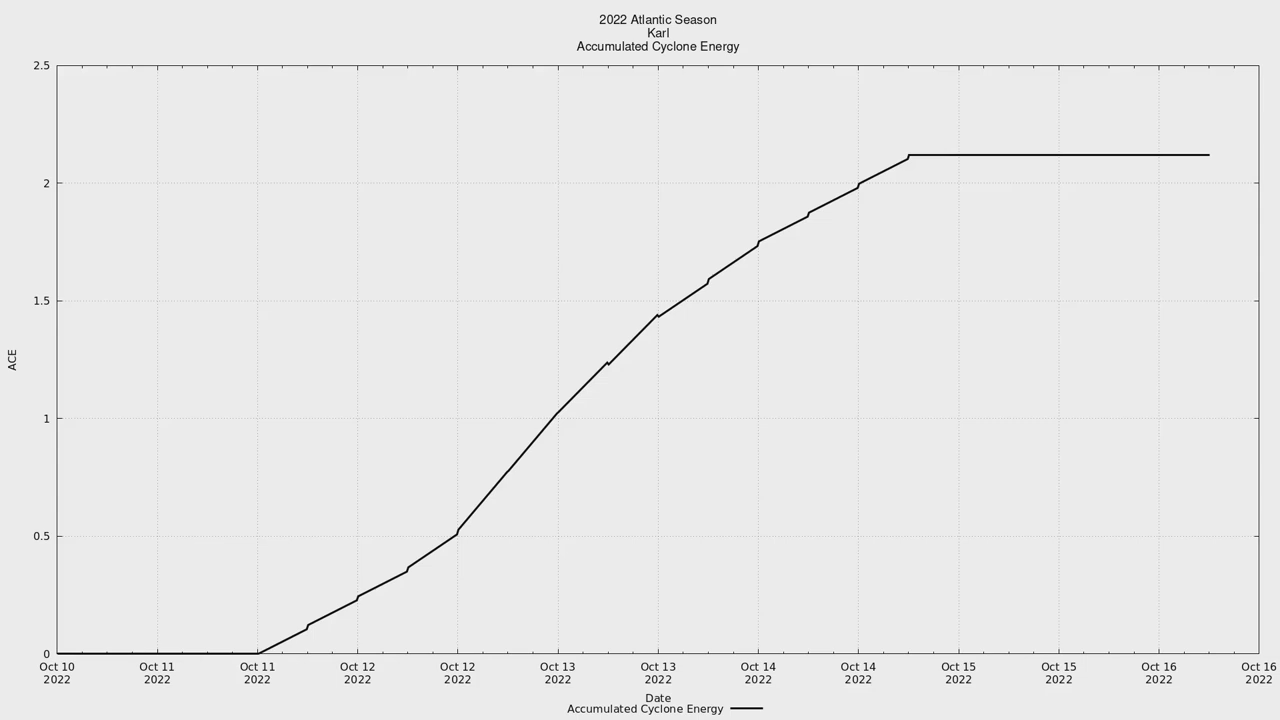 2022 Atlantic Season
Karl
Accumulated Cyclone Energy
2.5
2
1.5
1
0.5
0
ACE
Oct 10 Oct 11 Oct 11 Oct 12 Oct 12 Oct 13 Oct 13 Oct 14 Oct 14 Oct 15 Oct 15 Oct 16 Oct 16
2022 2022 2022 2022 2022 2022 2022 2022 2022 2022 2022 2022 2022
Date
Accumulated Cyclone Energy